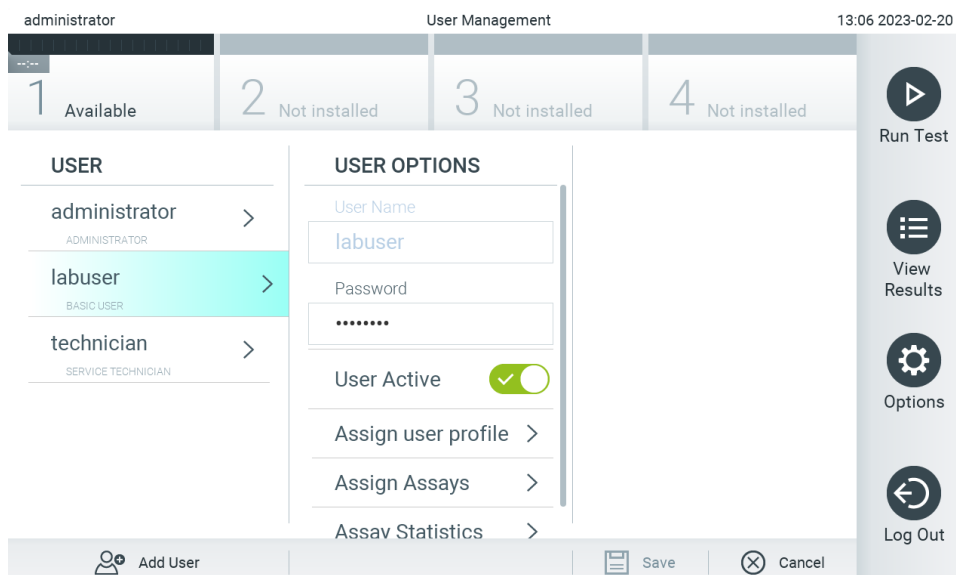 administrator
User Management
13:06 2023-02-20
--:--
1 Available
2 Not installed
3 Not installed
4 Not installed
Run Test
View
Results
Options
Log Out
USER
administrator
ADMINISTRATOR
labuser
BASIC USER
technician
SERVICE TECHNICIAN
USER OPTIONS
User Name
labuser
Password
••••••••
User Active
Assign user profile
Assign Assays
Assay Statistics
Add User
Save
Cancel